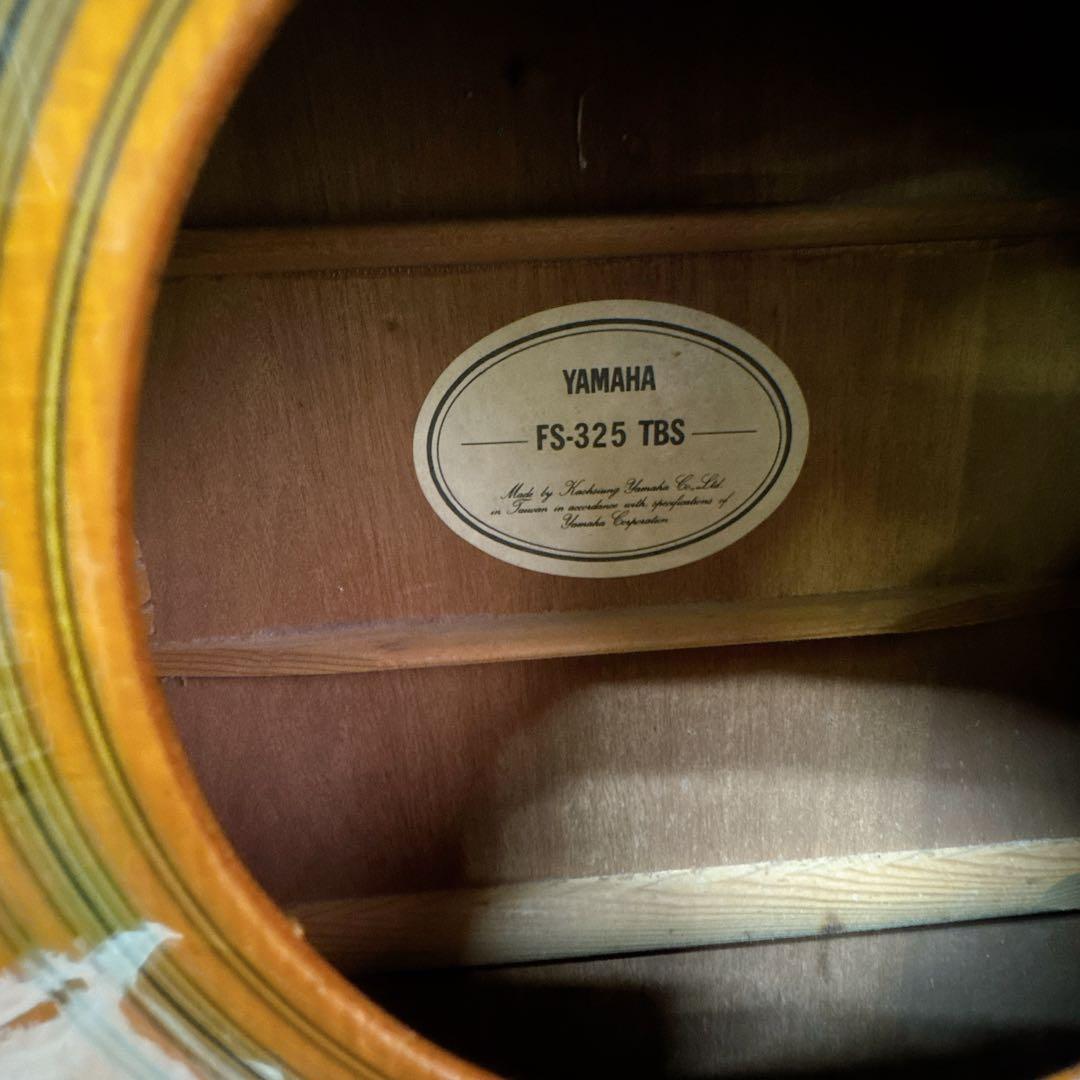 YAMAHA
FS-325 TBS
Made by Kaohsiung Yamaha Co., Ltd.
in Taiwan in accordance with specifications of
Yamaha Corporation